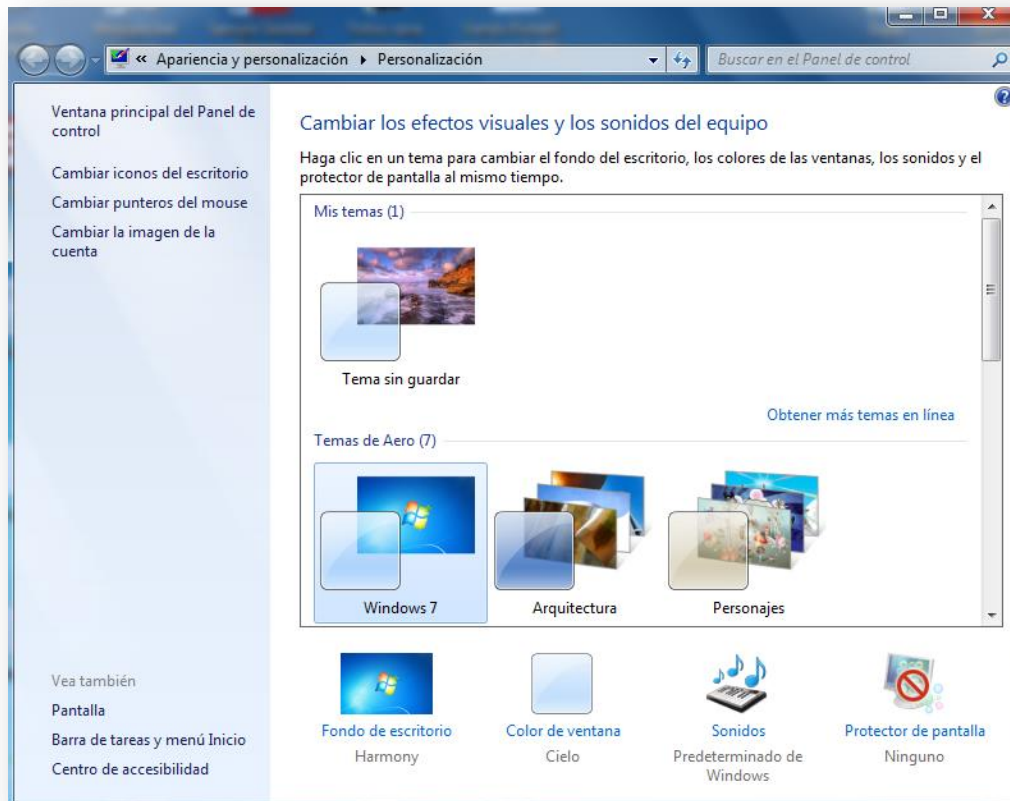 « Apariencia y personalización Personalización
Buscar en el Panel de control
Ventana principal del Panel de
control
Cambiar iconos del escritorio
Cambiar punteros del mouse
Cambiar la imagen de la
cuenta
Cambiar los efectos visuales y los sonidos del equipo
Haga clic en un tema para cambiar el fondo del escritorio, los colores de las ventanas, los sonidos y el
protector de pantalla al mismo tiempo.
Mis temas (1)
Tema sin guardar
Obtener más temas en línea
Temas de Aero (7)
Windows 7
Arquitectura
Personajes
Vea también
Pantalla
Barra de tareas y menú Inicio
Centro de accesibilidad
Fondo de escritorio
Harmony
Color de ventana
Cielo
Sonidos
Predeterminado de
Windows
Protector de pantalla
Ninguno